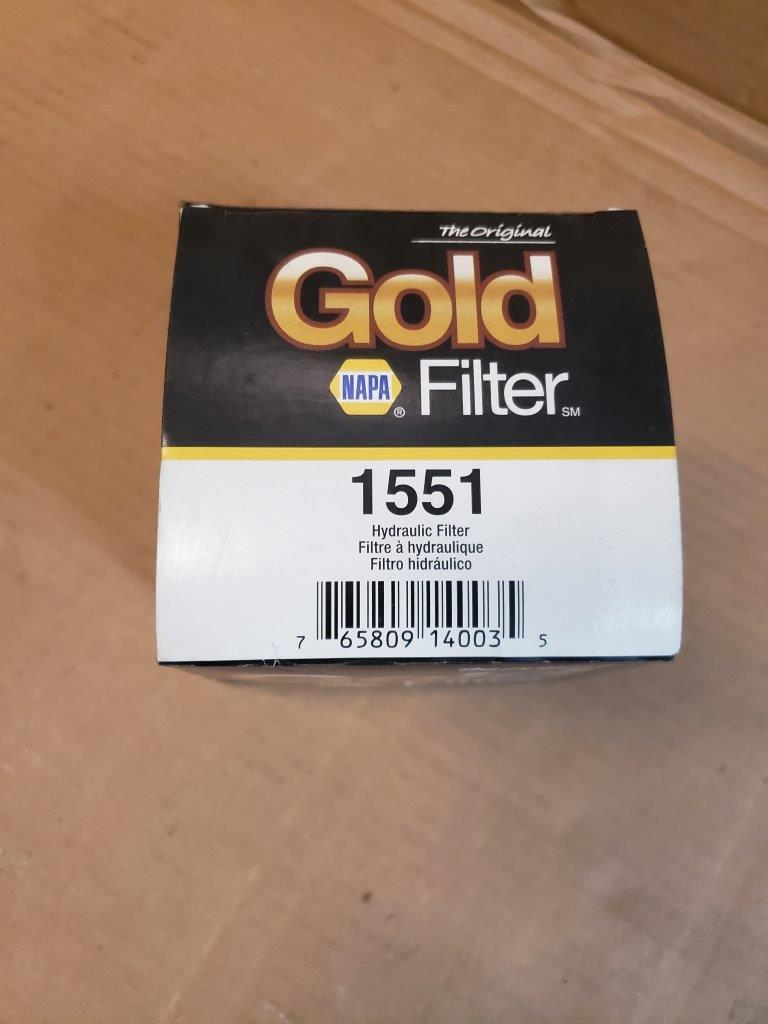 The Original
Gold
NAPA® Filter SM
1551
Hydraulic Filter
Filtre à hydraulique
Filtro hidráulico
7 65809 14003 5